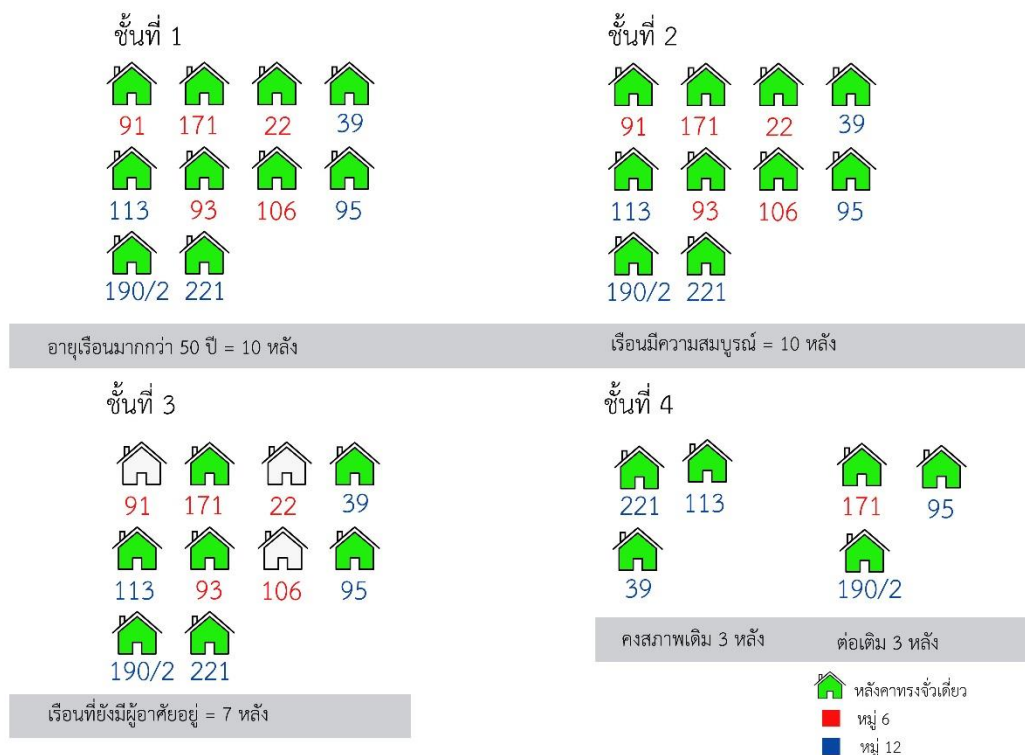 ชั้นที่ 1
91 171 22 39
113 93 106 95
190/2 221
อายุเรือนมากกว่า 50 ปี = 10 หลัง
ชั้นที่ 2
91 171 22 39
113 93 106 95
190/2 221
เรือนมีความสมบูรณ์ = 10 หลัง
ชั้นที่ 3
91 171 22 39
113 93 106 95
190/2 221
เรือนที่ยังมีผู้อาศัยอยู่ = 7 หลัง
ชั้นที่ 4
221 113
39
คงสภาพเดิม 3 หลัง
171 95
190/2
ต่อเติม 3 หลัง
หลังคาทรงจั่วเดี่ยว
หมู่ 6
หมู่ 12